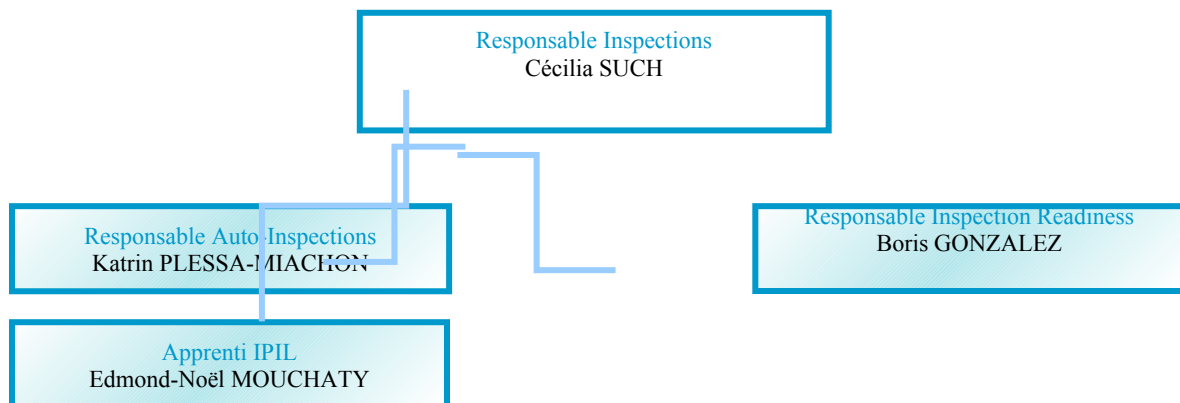 Responsable Inspections
Cécilia SUCH
Responsable Auto-Inspections
Katrin PLESSA-MIACHON
Responsable Inspection Readiness
Boris GONZALEZ
Apprenti IPIL
Edmond-Noël MOUCHATY